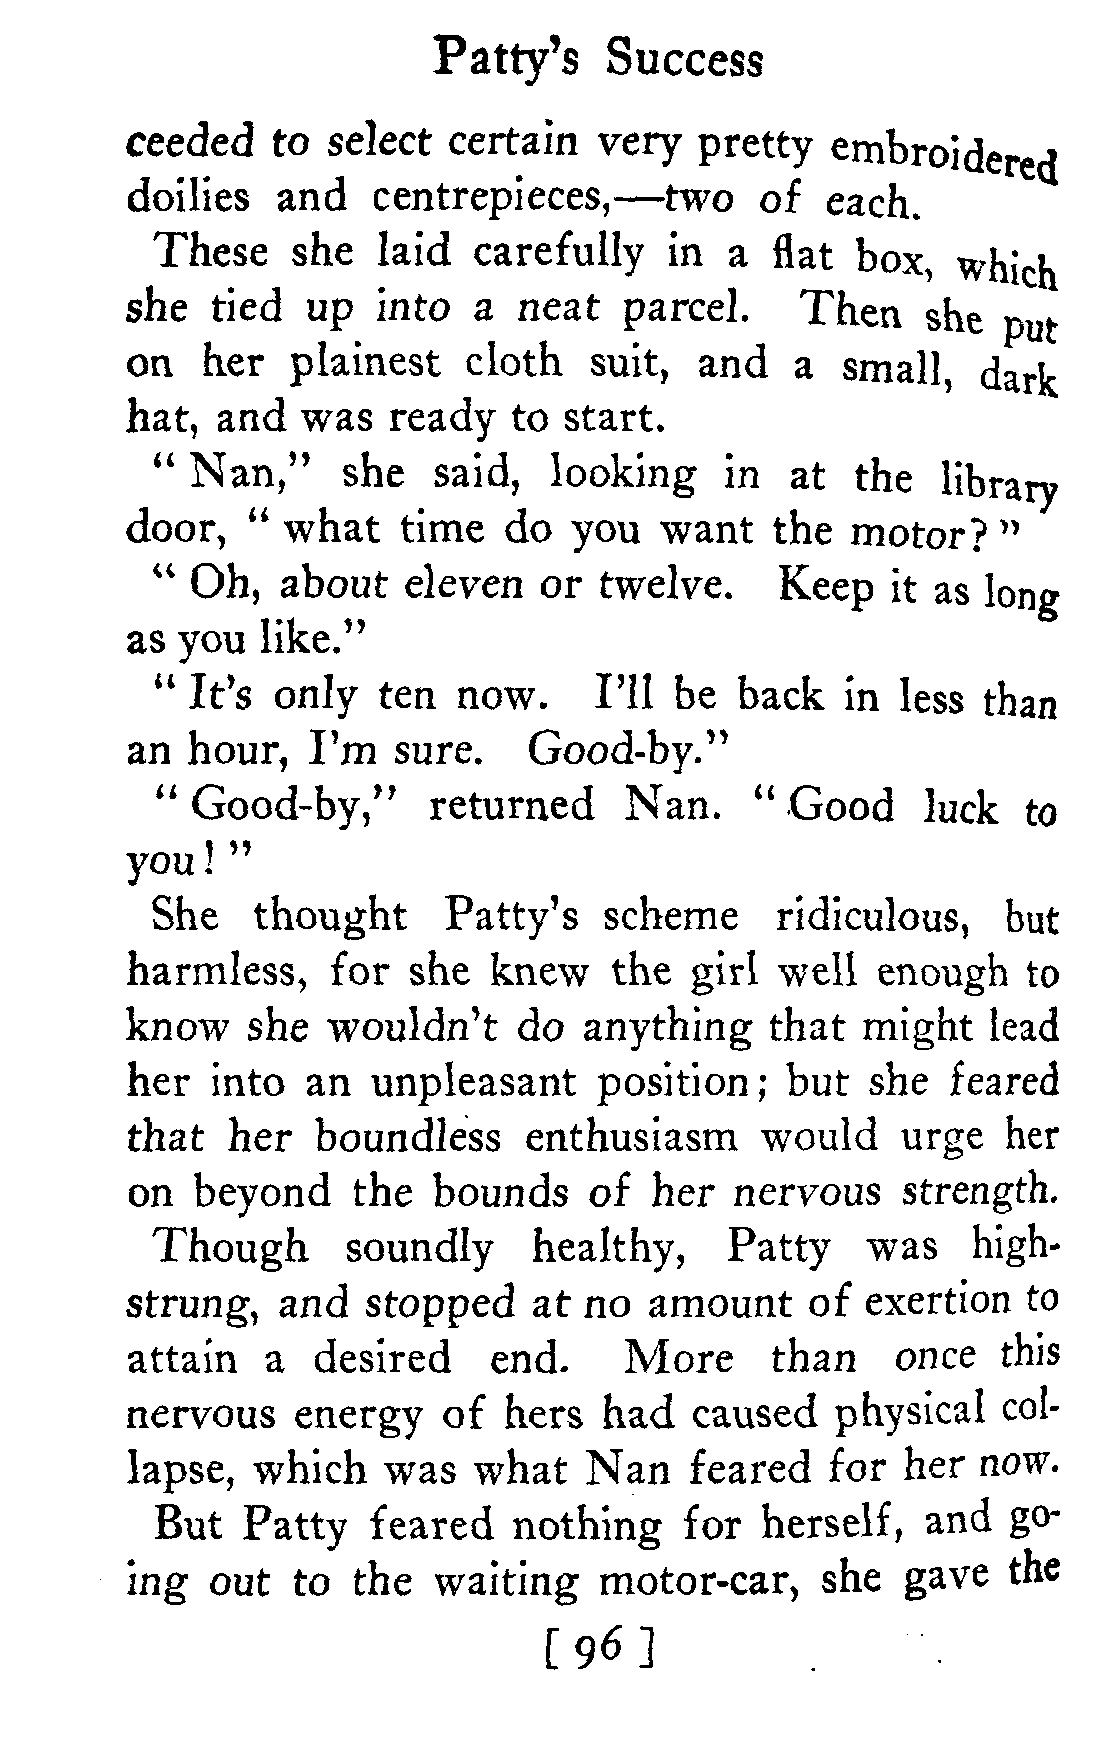 Patty's Success
ceeded to select certain very pretty embroidered
doilies and centrepieces,—two of each.
These she laid carefully in a flat box, which
she tied up into a neat parcel. Then she put
on her plainest cloth suit, and a small, dark
hat, and was ready to start.
" Nan," she said, looking in at the library
door, " what time do you want the motor? "
" Oh, about eleven or twelve. Keep it as long
as you like."
" It's only ten now. I'll be back in less than
an hour, I'm sure. Good-by."
" Good-by," returned Nan. " Good luck to
you! "
She thought Patty's scheme ridiculous, but
harmless, for she knew the girl well enough to
know she wouldn't do anything that might lead
her into an unpleasant position; but she feared
that her boundless enthusiasm would urge her
on beyond the bounds of her nervous strength.
Though soundly healthy, Patty was high-
strung, and stopped at no amount of exertion to
attain a desired end. More than once this
nervous energy of hers had caused physical col-
lapse, which was what Nan feared for her now.
But Patty feared nothing for herself, and go-
ing out to the waiting motor-car, she gave the
[ 96 ]